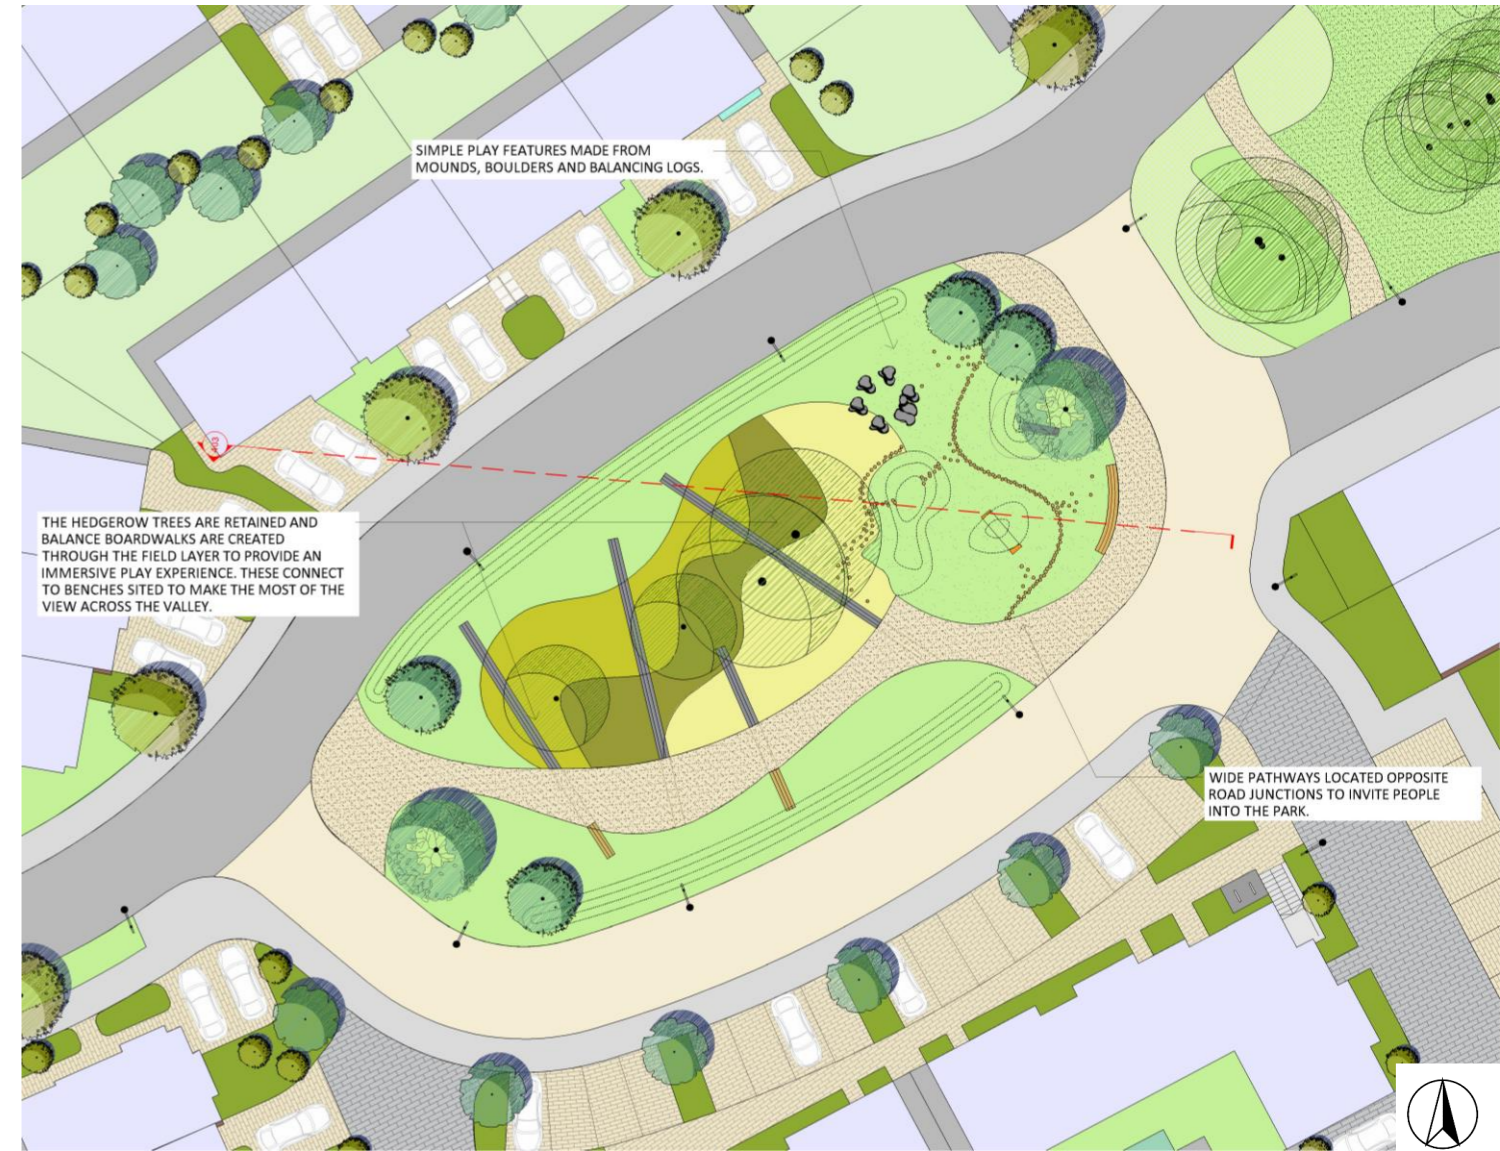 SIMPLE PLAY FEATURES MADE FROM
MOUNDS, BOULDERS AND BALANCING LOGS.
THE HEDGEROW TREES ARE RETAINED AND
BALANCE BOARDWALKS ARE CREATED
THROUGH THE FIELD LAYER TO PROVIDE AN
IMMERSIVE PLAY EXPERIENCE. THESE CONNECT
TO BENCHES SITED TO MAKE THE MOST OF THE
VIEW ACROSS THE VALLEY.
WIDE PATHWAYS LOCATED OPPOSITE
ROAD JUNCTIONS TO INVITE PEOPLE
INTO THE PARK.